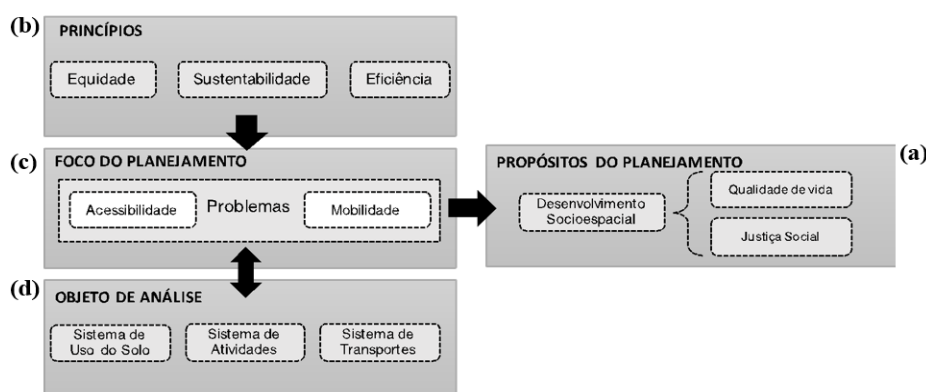 (b)
PRINCÍPIOS
Equidade
Sustentabilidade
Eficiência
(c)
FOCO DO PLANEJAMENTO
Acessibilidade
Problemas
Mobilidade
(a)
PROPÓSITOS DO PLANEJAMENTO
Desenvolvimento
Socioespacial
Qualidade de vida
Justiça Social
(d)
OBJETO DE ANÁLISE
Sistema de
Uso do Solo
Sistema de
Atividades
Sistema de
Transportes